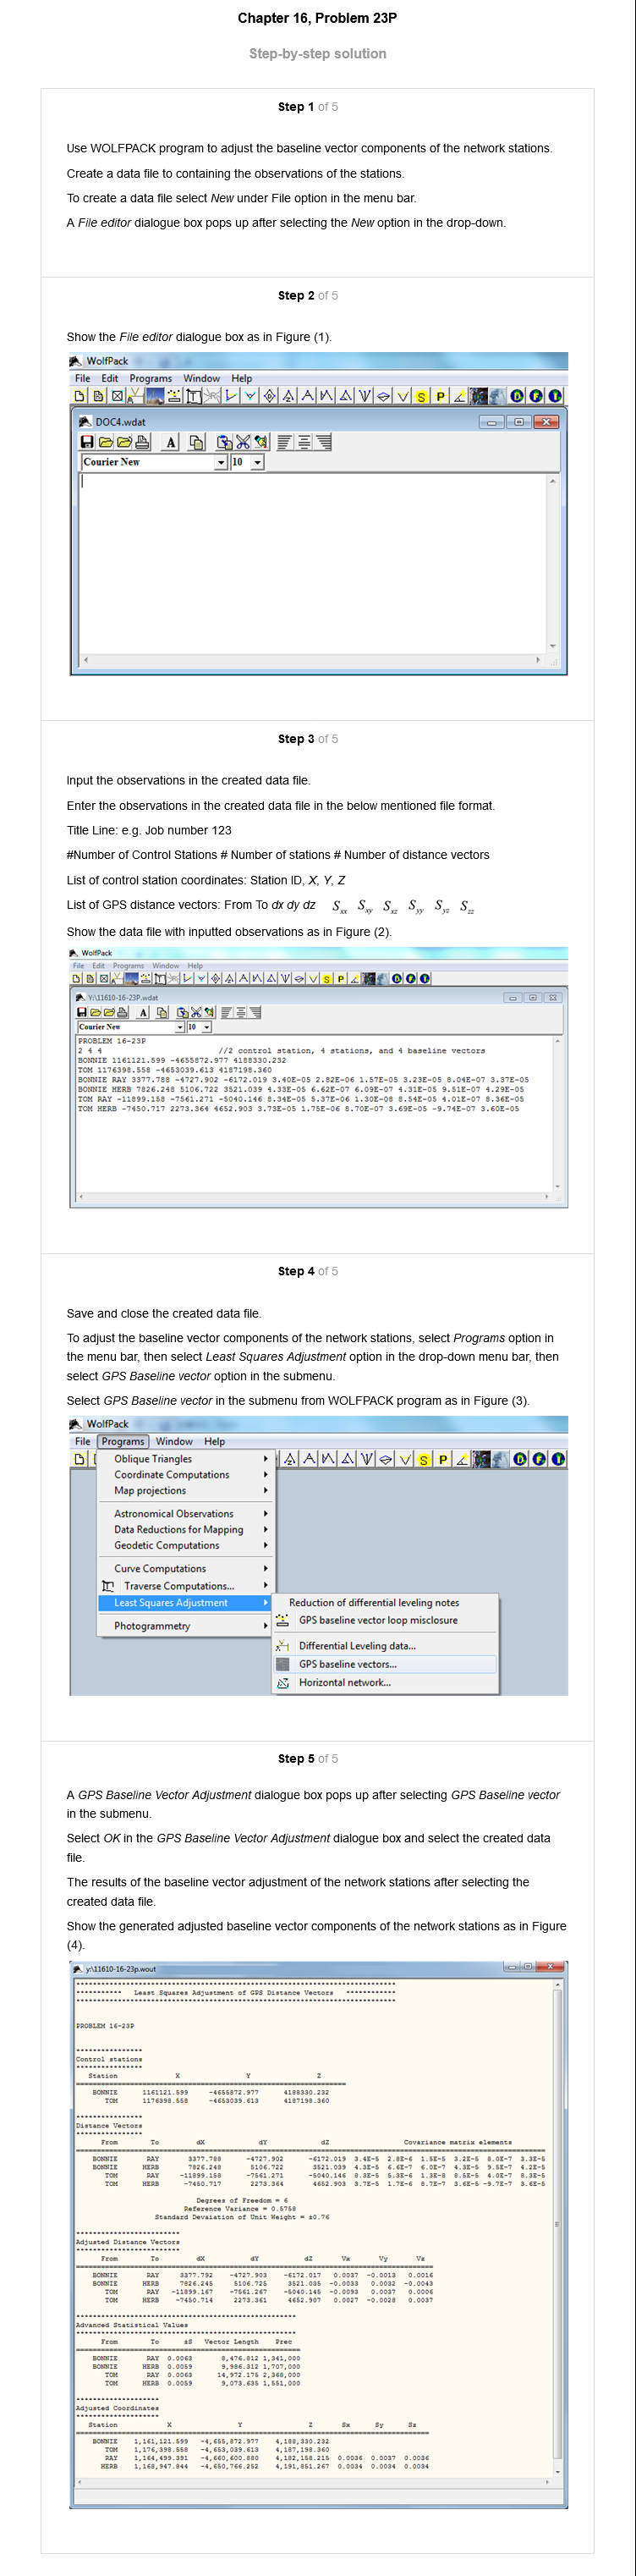 Chapter 16, Problem 23P
Step-by-step solution
Step 1 of 5
Use WOLFPACK program to adjust the baseline vector components of the network stations.
Create a data file to containing the observations of the stations.
To create a data file select New under File option in the menu bar.
A File editor dialogue box pops up after selecting the New option in the drop-down.
Step 2 of 5
Show the File editor dialogue box as in Figure (1).
WolfPack
File Edit Programs Window Help
DOC4.wdat
Courier New 10
Step 3 of 5
Input the observations in the created data file.
Enter the observations in the created data file in the below mentioned file format.
Title Line: e.g. Job number 123
#Number of Control Stations # Number of stations # Number of distance vectors
List of control station coordinates: Station ID, X, Y, Z
List of GPS distance vectors: From To dx dy dz Sxx Sxy Sxz Syy Syz Szz
Show the data file with inputted observations as in Figure (2).
WolfPack
File Edit Programs Window Help
Y:\11610-16-23P.wdat
Courier New 10
PROBLEM 16-23P
2 4 4 //2 control station, 4 stations, and 4 baseline vectors
BONNIE 1161121.599 -4655872.977 4188330.232
TOM 1176398.558 -4653039.613 4187198.360
BONNIE RAY 3377.788 -4727.902 -6172.019 3.40E-05 2.82E-06 1.57E-05 3.23E-05 8.04E-07 3.37E-05
BONNIE HERB 7826.248 5106.722 3521.039 4.33E-05 6.62E-07 6.09E-07 4.31E-05 9.51E-07 4.29E-05
TOM RAY -11899.158 -7561.271 -5040.146 8.34E-05 5.37E-06 1.30E-08 8.54E-05 4.01E-07 8.36E-05
TOM HERB -7450.717 2273.364 4652.903 3.73E-05 1.75E-06 8.70E-07 3.69E-05 -9.74E-07 3.60E-05
Step 4 of 5
Save and close the created data file.
To adjust the baseline vector components of the network stations, select Programs option in
the menu bar, then select Least Squares Adjustment option in the drop-down menu bar, then
select GPS Baseline vector option in the submenu.
Select GPS Baseline vector in the submenu from WOLFPACK program as in Figure (3).
WolfPack
File Programs Window Help
Oblique Triangles
Coordinate Computations
Map projections
Astronomical Observations
Data Reductions for Mapping
Geodetic Computations
Curve Computations
Traverse Computations...
Least Squares Adjustment
Photogrammetry
Reduction of differential leveling notes
GPS baseline vector loop misclosure
Differential Leveling data...
GPS baseline vectors...
Horizontal network...
Step 5 of 5
A GPS Baseline Vector Adjustment dialogue box pops up after selecting GPS Baseline vector
in the submenu.
Select OK in the GPS Baseline Vector Adjustment dialogue box and select the created data
file.
The results of the baseline vector adjustment of the network stations after selecting the
created data file.
Show the generated adjusted baseline vector components of the network stations as in Figure
(4).
y:\11610-16-23p.wout
Least Squares Adjustment of GPS Distance Vectors
PROBLEM 16-23P
Control stations
Station X Y Z
BONNIE 1161121.599 -4655872.977 4188330.232
TOM 1176398.558 -4653039.613 4187198.360
Distance Vectors
From To dX dY dZ Covariance matrix elements
BONNIE RAY 3377.788 -4727.902 -6172.019 3.4E-5 2.8E-6 1.5E-5 3.2E-5 8.0E-7 3.3E-5
BONNIE HERB 7826.248 5106.722 3521.039 4.3E-5 6.6E-7 6.0E-7 4.3E-5 9.5E-7 4.2E-5
TOM RAY -11899.158 -7561.271 -5040.146 8.3E-5 5.3E-6 1.3E-8 8.5E-5 4.0E-7 8.3E-5
TOM HERB -7450.717 2273.364 4652.903 3.7E-5 1.7E-6 8.7E-7 3.6E-5 -9.7E-7 3.6E-5
Degrees of Freedom = 6
Reference Variance = 0.5758
Standard Devaiation of Unit Weight = ±0.76
Adjusted Distance Vectors
From To dX dY dZ Vx Vy Vz
BONNIE RAY 3377.792 -4727.903 -6172.017 0.0037 -0.0013 0.0016
BONNIE HERB 7826.245 5106.725 3521.035 -0.0033 0.0032 -0.0043
TOM RAY -11899.167 -7561.267 -5040.145 -0.0093 0.0037 0.0006
TOM HERB -7450.714 2273.361 4652.907 0.0027 -0.0028 0.0037
Advanced Statistical Values
From To ±S Vector Length Prec
BONNIE RAY 0.0063 8,476.812 1,341,000
BONNIE HERB 0.0059 9,986.312 1,707,000
TOM RAY 0.0063 14,972.175 2,368,000
TOM HERB 0.0059 9,073.635 1,551,000
Adjusted Coordinates
Station X Y Z Sx Sy Sz
BONNIE 1,161,121.599 -4,655,872.977 4,188,330.232
TOM 1,176,398.558 -4,653,039.613 4,187,198.360
RAY 1,164,499.391 -4,660,600.880 4,182,158.215 0.0036 0.0037 0.0036
HERB 1,168,947.844 -4,650,766.252 4,191,851.267 0.0034 0.0034 0.0034